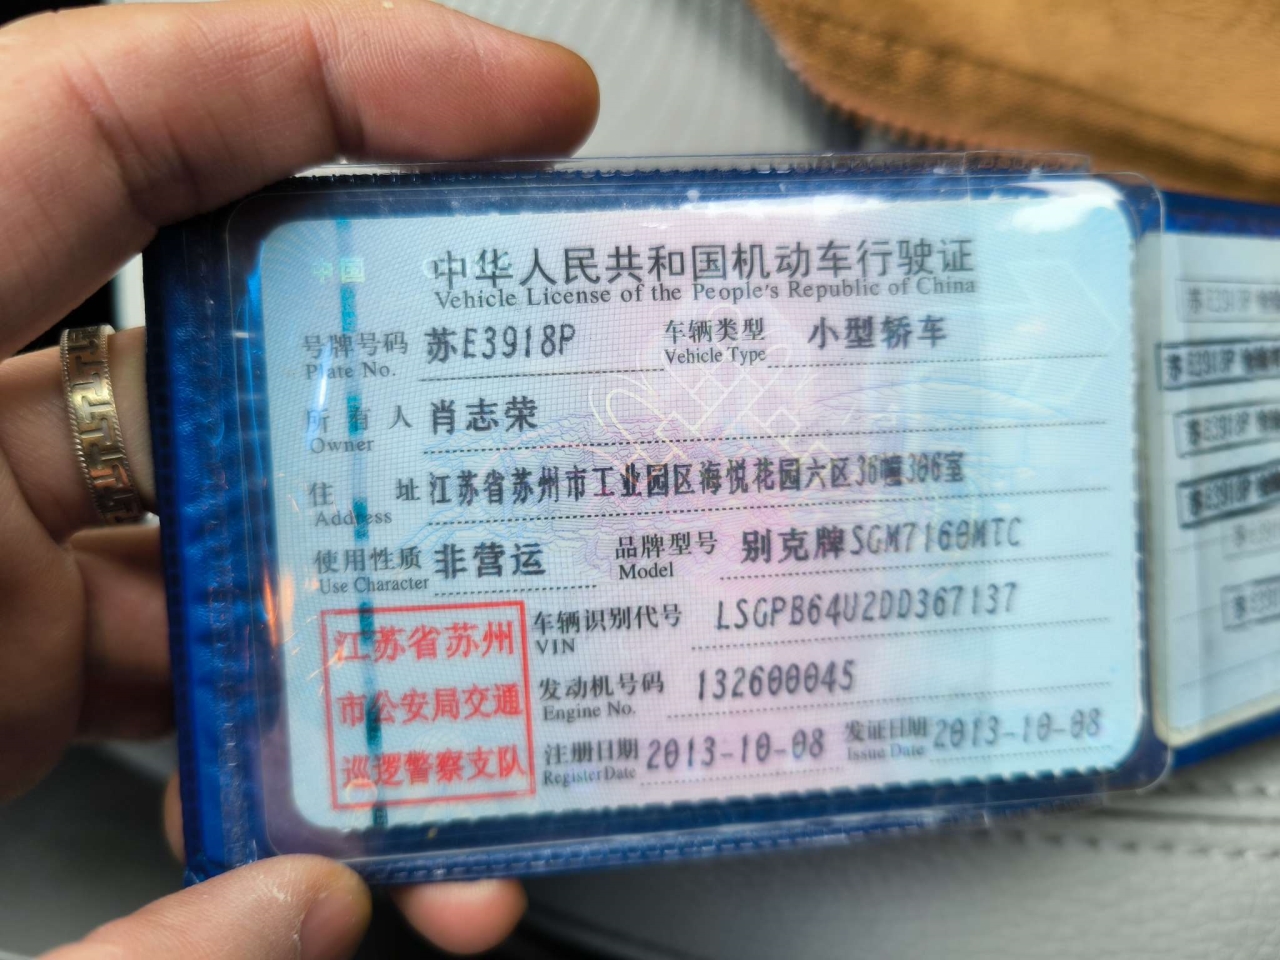 中国
中华人民共和国机动车行驶证
Vehicle License of the People's Republic of China
号牌号码 苏E3918P 车辆类型 小型轿车
Plate No. Vehicle Type
所有人 肖志荣
Owner
住址 江苏省苏州市工业园区海悦花园六区36幢306室
Address
使用性质 非营运 品牌型号 别克牌SGM7160MTC
Use Character Model
江苏省苏州
市公安局交通
巡逻警察支队
车辆识别代号 LSGPB64U2DD367137
VIN
发动机号码 132600045
Engine No.
注册日期 2013-10-08 发证日期 2013-10-08
Register Date Issue Date